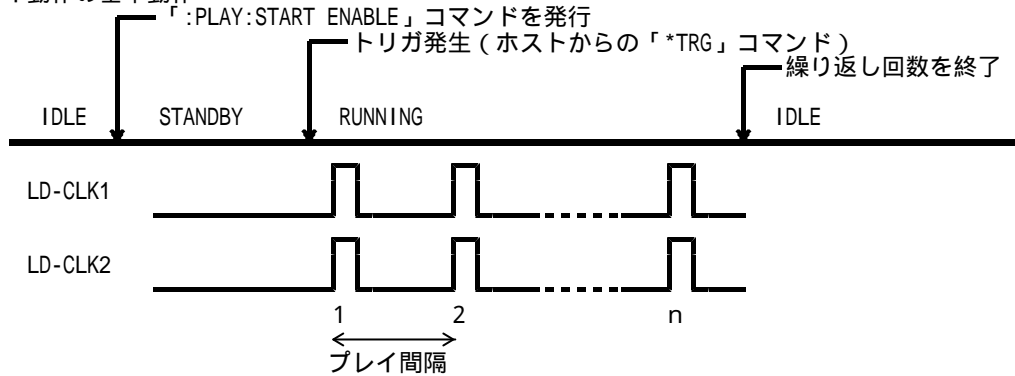 「:PLAY:START ENABLE」コマンドを発行
トリガ発生(ホストからの「*TRG」コマンド)
繰り返し回数を終了
IDLE STANDBY RUNNING IDLE
LD-CLK1
LD-CLK2
1 2 n
プレイ間隔